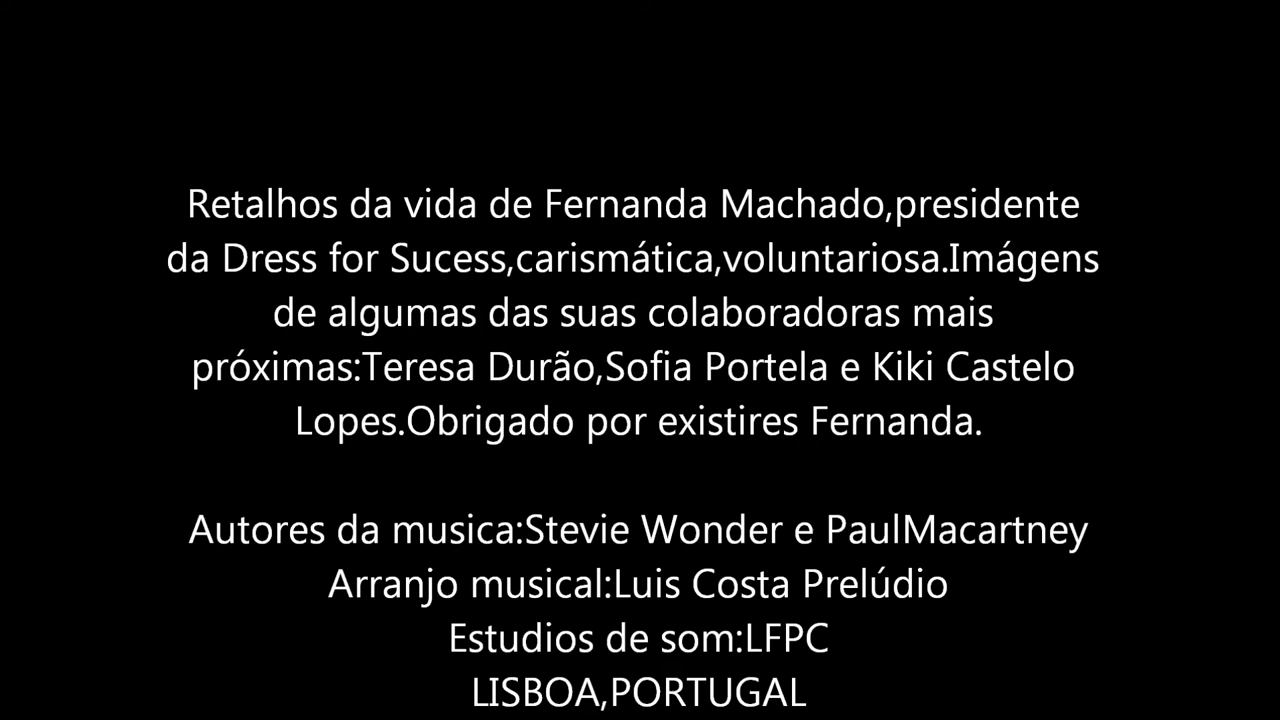 Retalhos da vida de Fernanda Machado,presidente
da Dress for Sucess,carismática,voluntariosa.Imágens
de algumas das suas colaboradoras mais
próximas:Teresa Durão,Sofia Portela e Kiki Castelo
Lopes.Obrigado por existires Fernanda.
Autores da musica:Stevie Wonder e PaulMacartney
Arranjo musical:Luis Costa Prelúdio
Estudios de som:LFPC
LISBOA,PORTUGAL